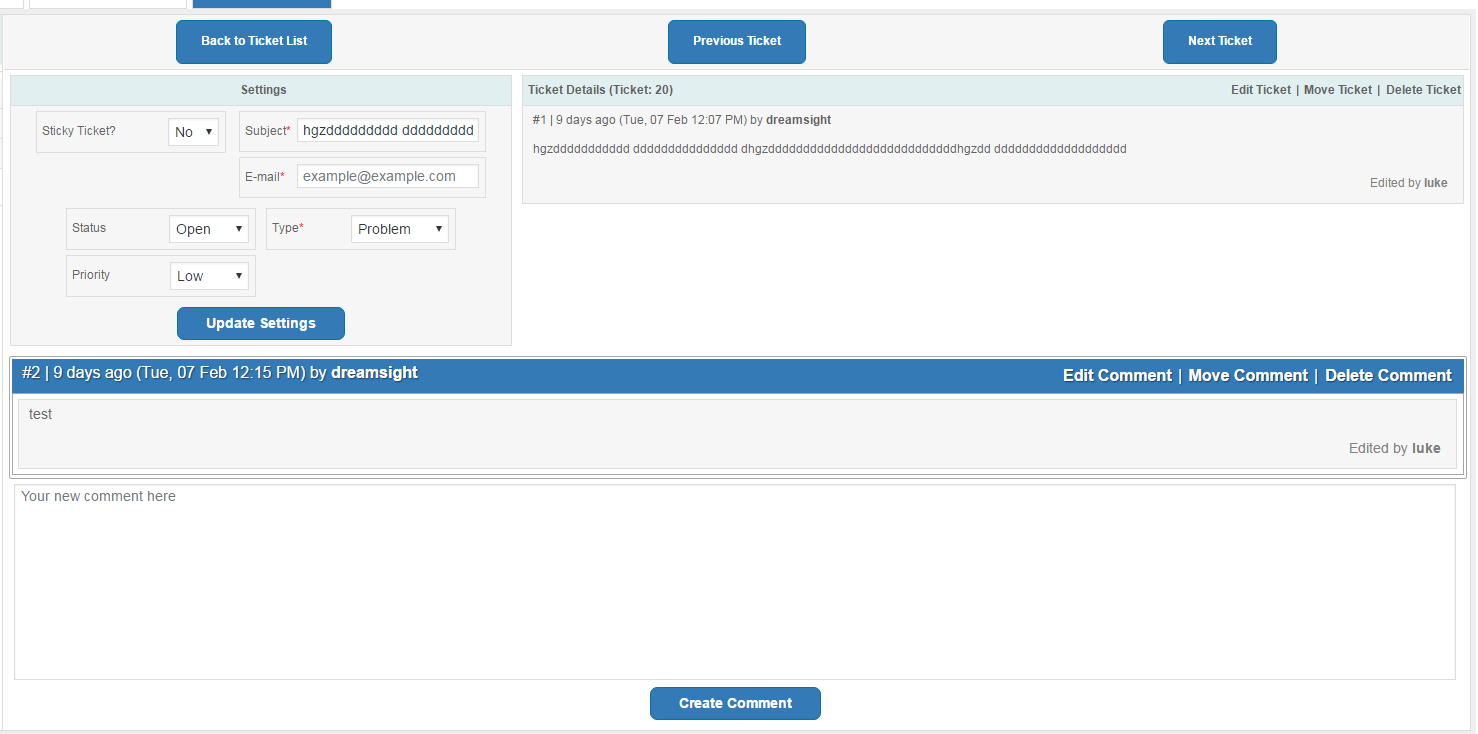 Back to Ticket List
Previous Ticket
Next Ticket
Settings
Sticky Ticket?
No
Subject*
hgzddddddddd ddddddddd
E-mail*
example@example.com
Status
Open
Type*
Problem
Priority
Low
Update Settings
Ticket Details (Ticket: 20)
Edit Ticket | Move Ticket | Delete Ticket
#1 | 9 days ago (Tue, 07 Feb 12:07 PM) by dreamsight
hgzddddddddddd ddddddddddddddd dhgzdddddddddddddddddddddddddddhgzdd ddddddddddddddddddd
Edited by luke
#2 | 9 days ago (Tue, 07 Feb 12:15 PM) by dreamsight
Edit Comment | Move Comment | Delete Comment
test
Edited by luke
Your new comment here
Create Comment